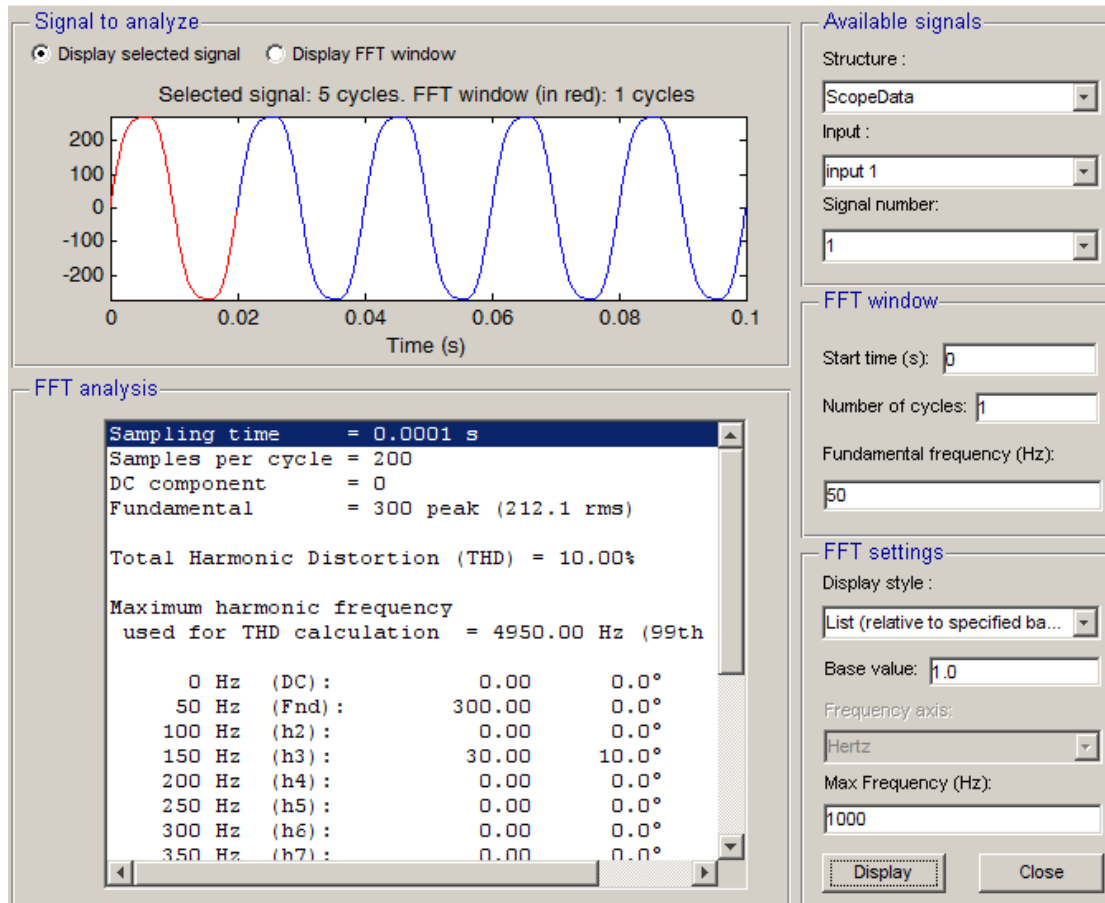 Signal to analyze
Display selected signal Display FFT window
Selected signal: 5 cycles. FFT window (in red): 1 cycles
200
100
0
-100
-200
0 0.02 0.04 0.06 0.08 0.1
Time (s)
FFT analysis
Sampling time = 0.0001 s
Samples per cycle = 200
DC component = 0
Fundamental = 300 peak (212.1 rms)
Total Harmonic Distortion (THD) = 10.00%
Maximum harmonic frequency
used for THD calculation = 4950.00 Hz (99th
0 Hz (DC): 0.00 0.0°
50 Hz (Fnd): 300.00 0.0°
100 Hz (h2): 0.00 0.0°
150 Hz (h3): 30.00 10.0°
200 Hz (h4): 0.00 0.0°
250 Hz (h5): 0.00 0.0°
300 Hz (h6): 0.00 0.0°
350 Hz (h7): 0.00 0.0°
Available signals
Structure :
ScopeData
Input :
input 1
Signal number:
1
FFT window
Start time (s): 0
Number of cycles: 1
Fundamental frequency (Hz):
50
FFT settings
Display style :
List (relative to specified ba...
Base value: 1.0
Frequency axis:
Hertz
Max Frequency (Hz):
1000
Display Close